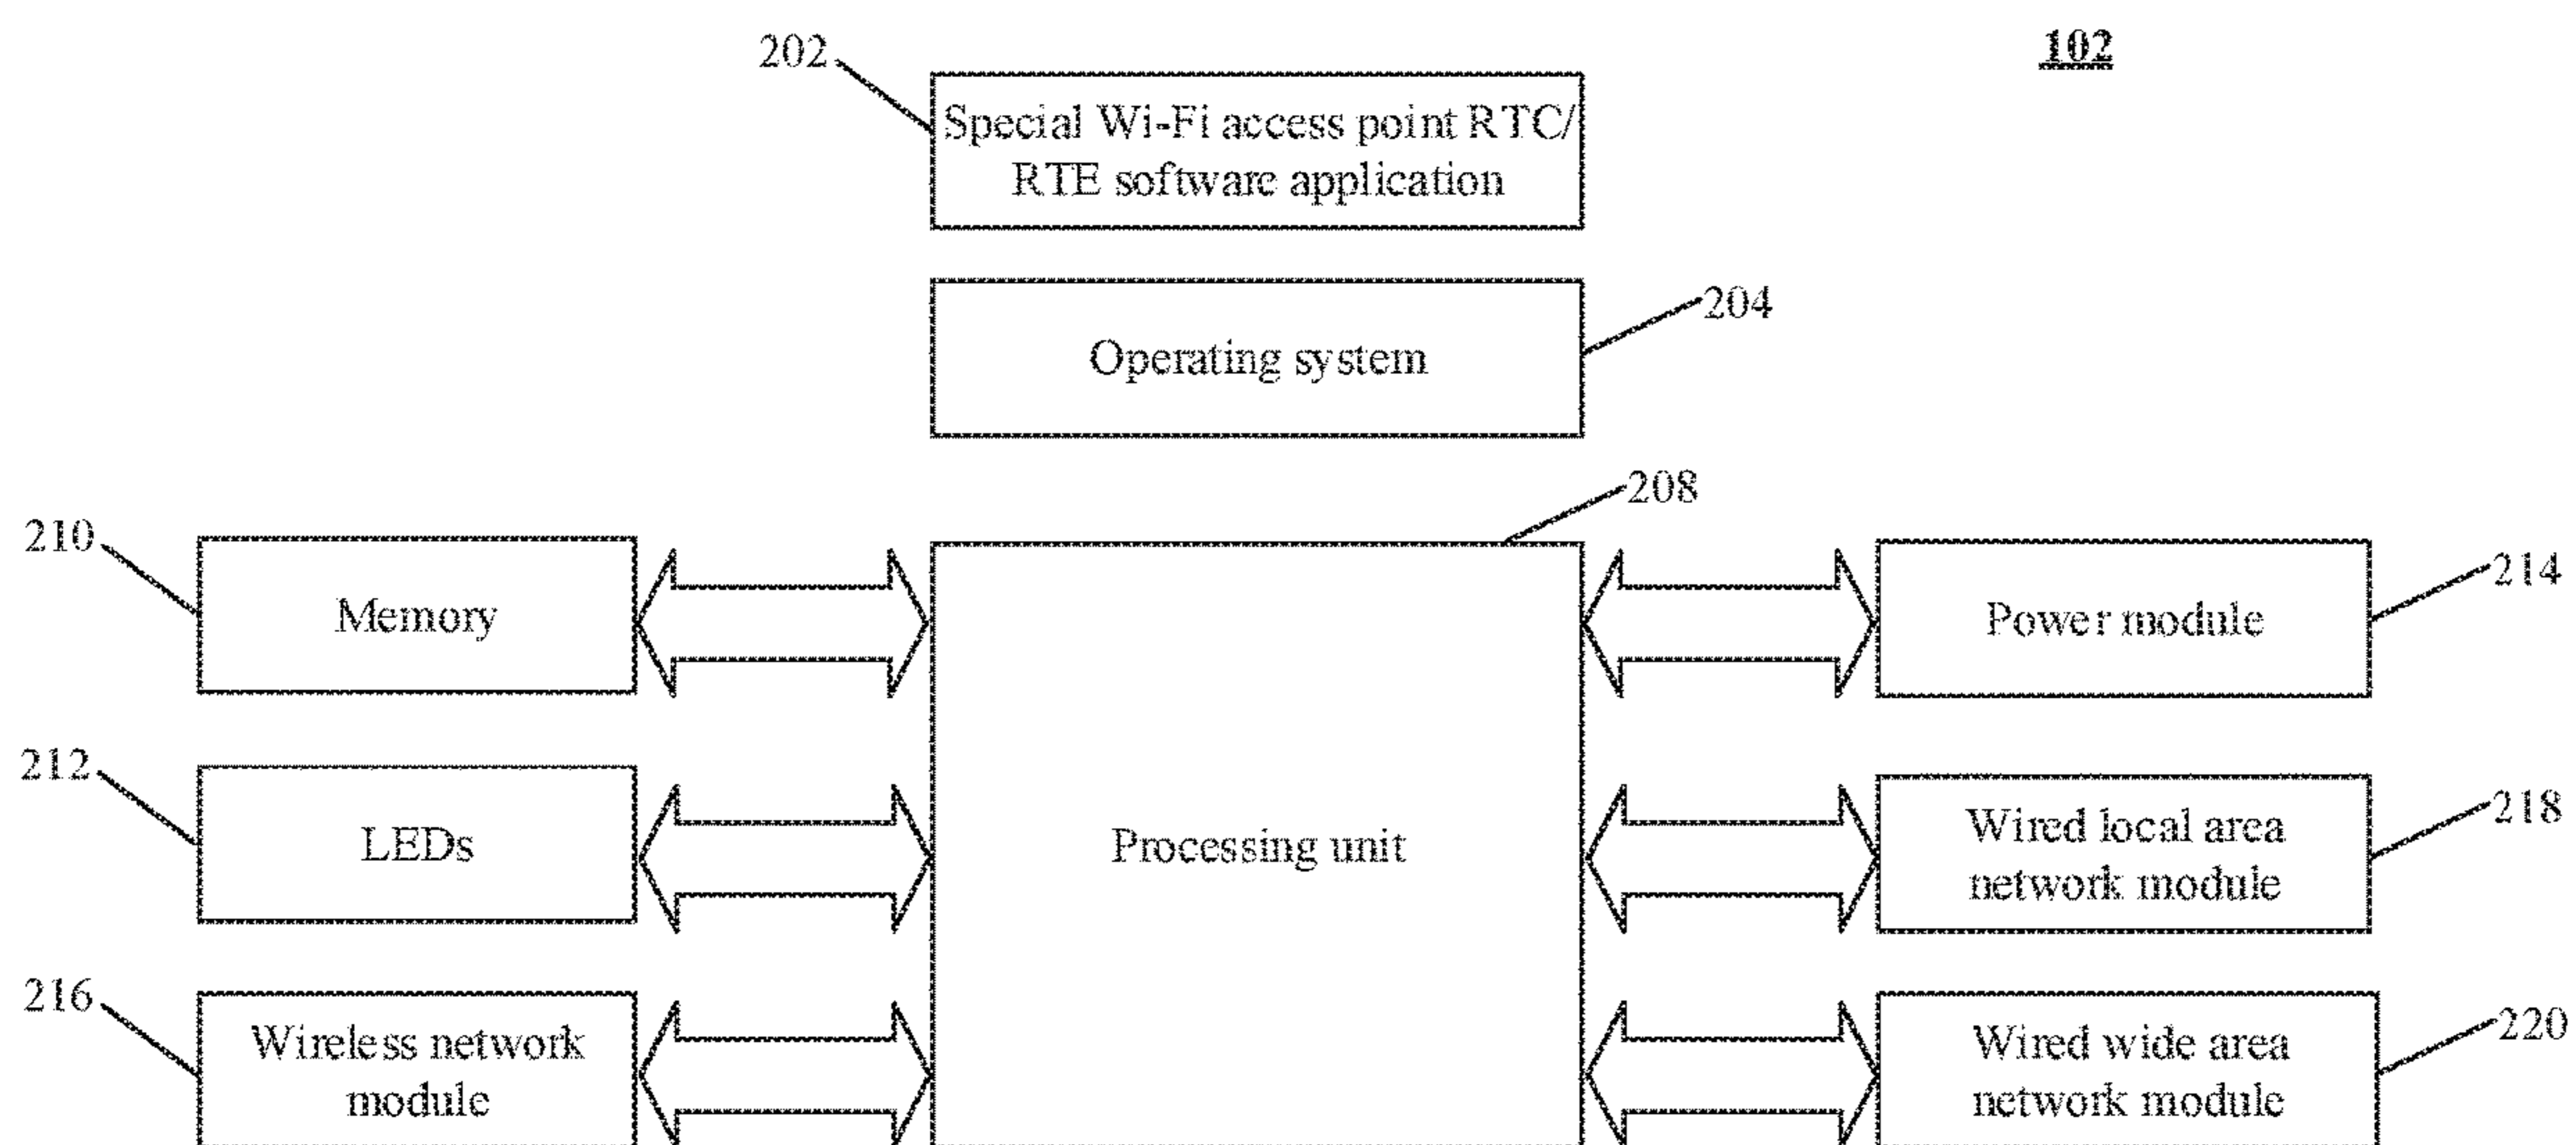 102
202
Special Wi-Fi access point RTC/
RTE software application
204
Operating system
208
210
Memory
214
Power module
212
LEDs
Processing unit
218
Wired local area
network module
216
Wireless network
module
220
Wired wide area
network module